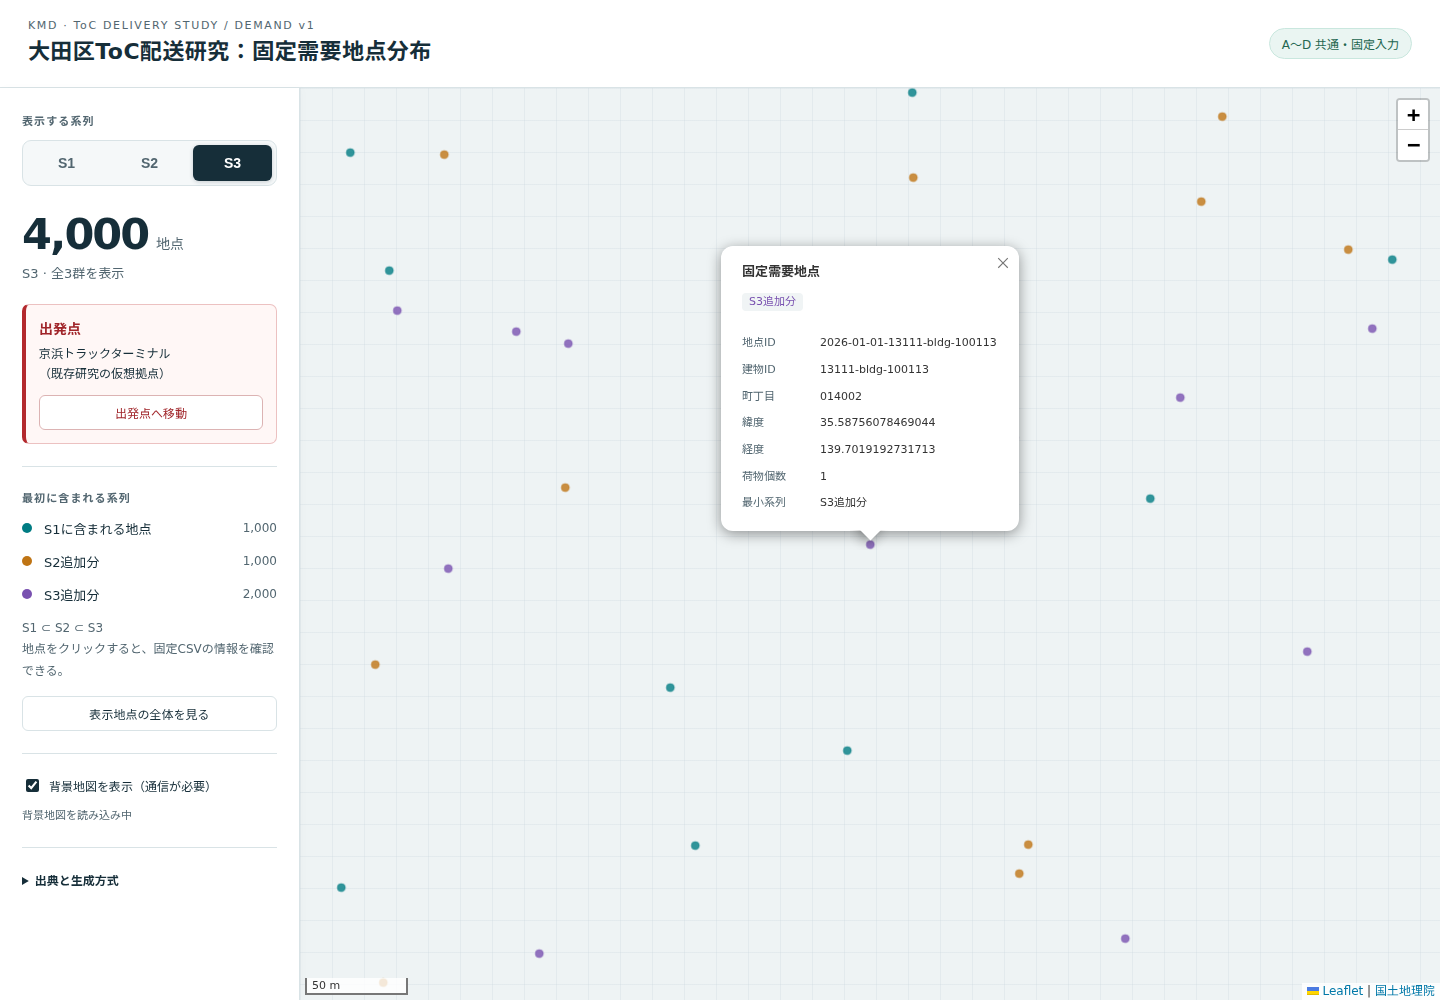 KMD · ToC DELIVERY STUDY / DEMAND v1
大田区ToC配送研究：固定需要地点分布
A〜D 共通・固定入力
表示する系列
S1
S2
S3
4,000 地点
S3 · 全3群を表示
出発点
京浜トラックターミナル
（既存研究の仮想拠点）
出発点へ移動
最初に含まれる系列
S1に含まれる地点 1,000
S2追加分 1,000
S3追加分 2,000
S1 ⊂ S2 ⊂ S3
地点をクリックすると、固定CSVの情報を確認
できる。
表示地点の全体を見る
背景地図を表示（通信が必要）
背景地図を読み込み中
出典と生成方式
固定需要地点
S3追加分
地点ID 2026-01-01-13111-bldg-100113
建物ID 13111-bldg-100113
町丁目 014002
緯度 35.58756078469044
経度 139.7019192731713
荷物個数 1
最小系列 S3追加分
+
−
50 m
Leaflet | 国土地理院